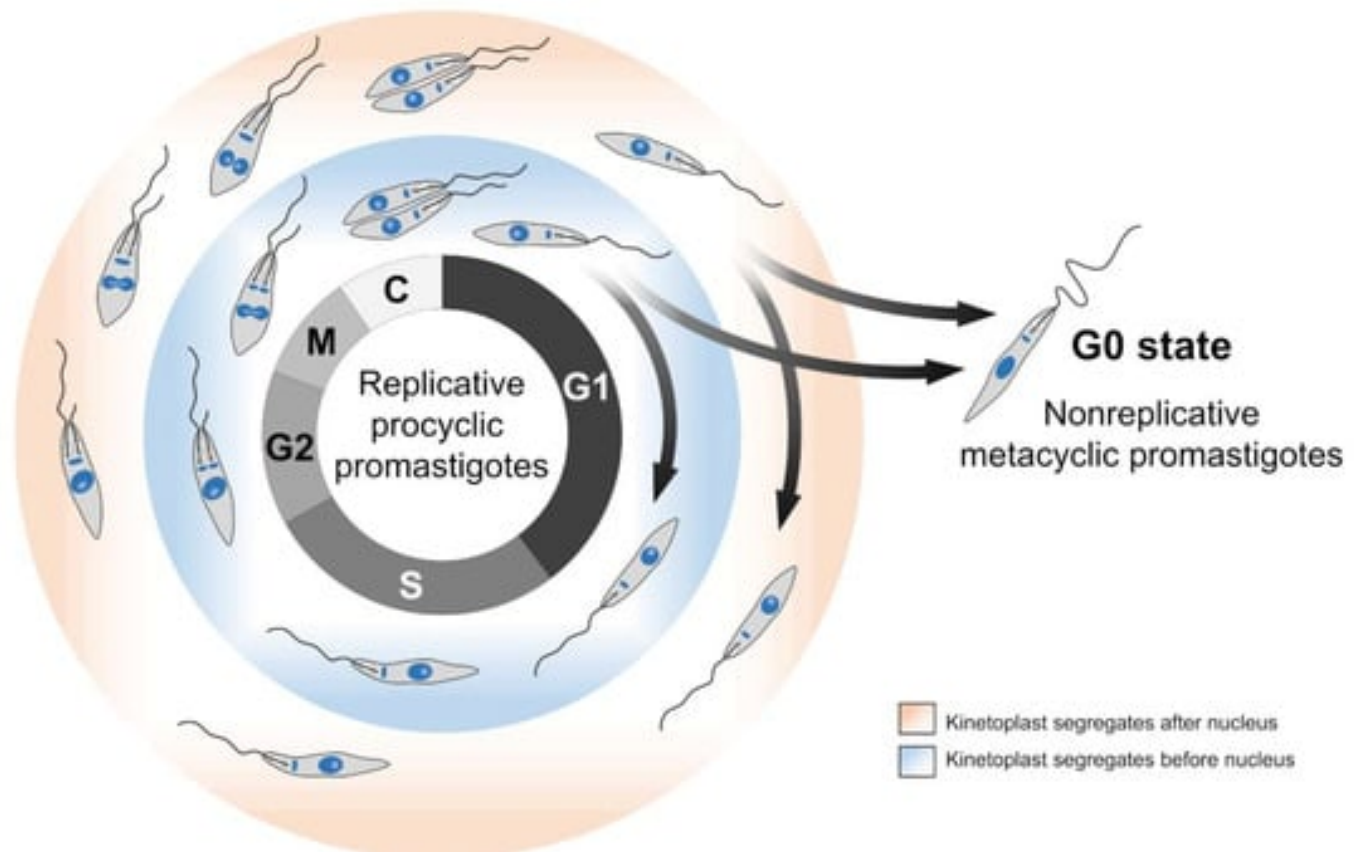 C
M
G1
G2
S
Replicative
procyclic
promastigotes
G0 state
Nonreplicative
metacyclic promastigotes
Kinetoplast segregates after nucleus
Kinetoplast segregates before nucleus